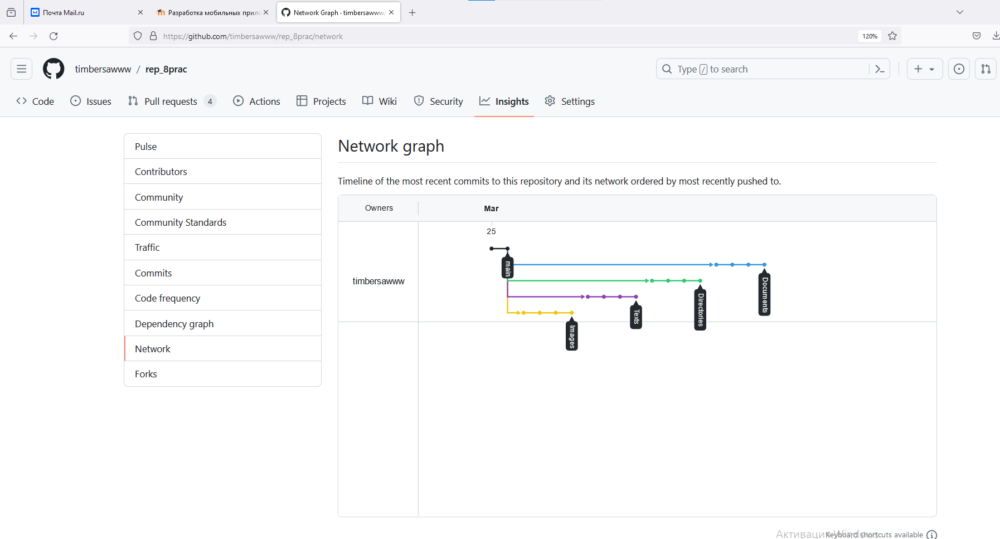 Почта Mail.ru
Разработка мобильных прило
Network Graph · timbersawww/
https://github.com/timbersawww/rep_8prac/network
120%
timbersawww / rep_8prac
Type / to search
Code
Issues
Pull requests 4
Actions
Projects
Wiki
Security
Insights
Settings
Pulse
Contributors
Community
Community Standards
Traffic
Commits
Code frequency
Dependency graph
Network
Forks
Network graph
Timeline of the most recent commits to this repository and its network ordered by most recently pushed to.
Owners
Mar
25
timbersawww
main
Documents
Directories
Texts
Images
Активация Windows
Keyboard shortcuts available